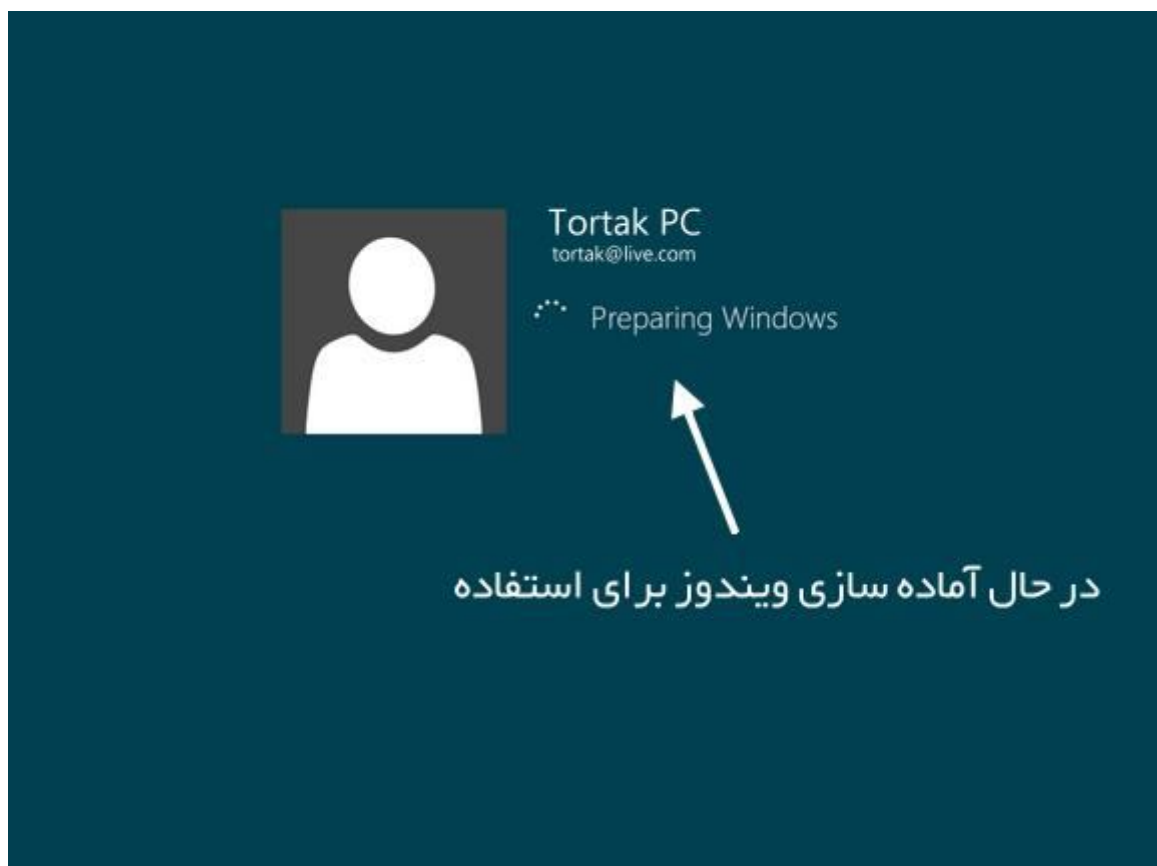 Tortak PC
tortak@live.com
Preparing Windows
در حال آماده سازی ویندوز برای استفاده